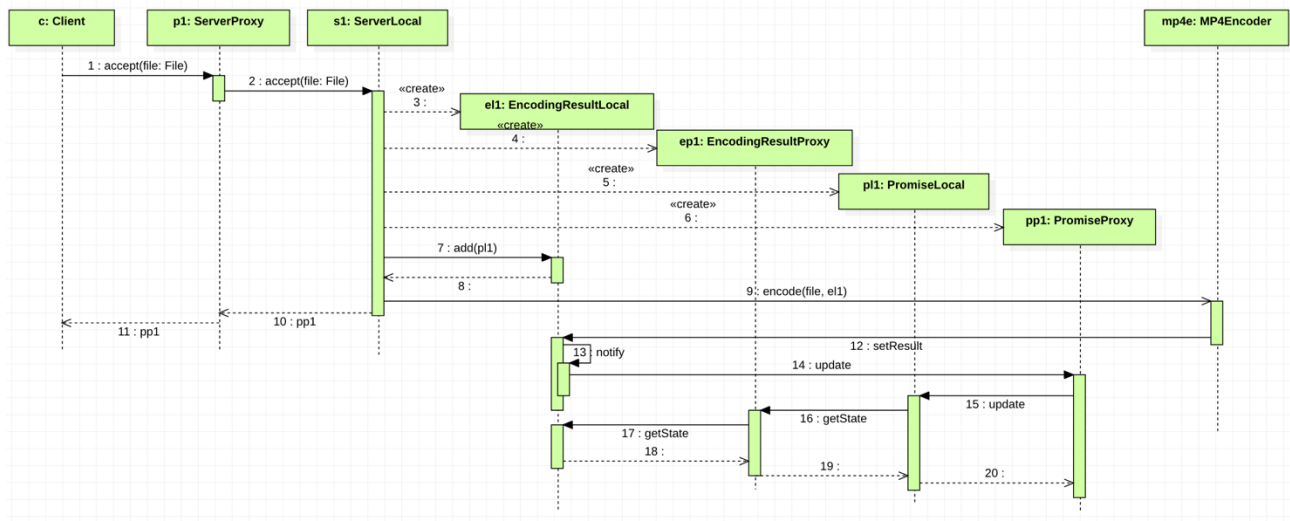 c: Client
p1: ServerProxy
s1: ServerLocal
mp4e: MP4Encoder
1 : accept(file: File)
2 : accept(file: File)
«create»
3 :
el1: EncodingResultLocal
«create»
4 :
ep1: EncodingResultProxy
«create»
5 :
pl1: PromiseLocal
«create»
6 :
pp1: PromiseProxy
7 : add(pl1)
8 :
9 : encode(file, el1)
10 : pp1
11 : pp1
12 : setResult
13 : notify
14 : update
15 : update
16 : getState
17 : getState
18 :
19 :
20 :